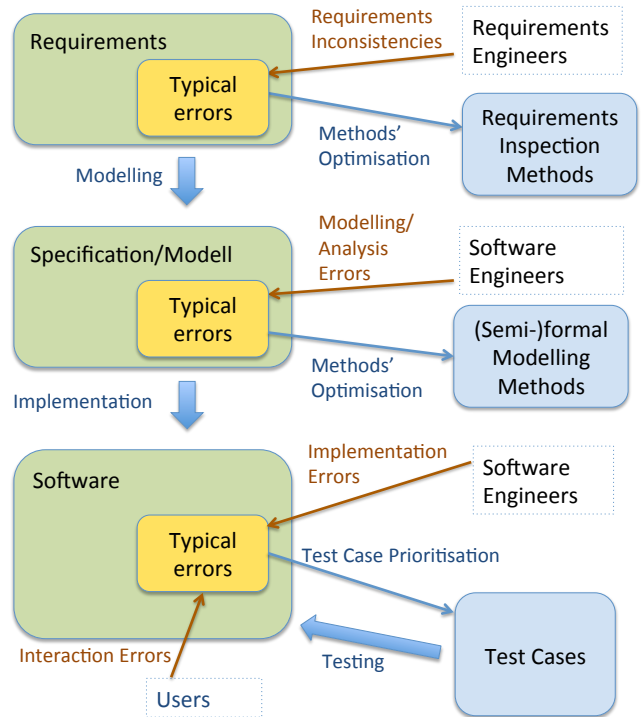 Requirements
Typical
errors
Requirements
Inconsistencies
Requirements
Engineers
Methods'
Optimisation
Requirements
Inspection
Methods
Modelling
Specification/Modell
Typical
errors
Modelling/
Analysis
Errors
Software
Engineers
Methods'
Optimisation
(Semi-)formal
Modelling
Methods
Implementation
Software
Typical
errors
Implementation
Errors
Software
Engineers
Test Case Prioritisation
Interaction Errors
Users
Testing
Test Cases